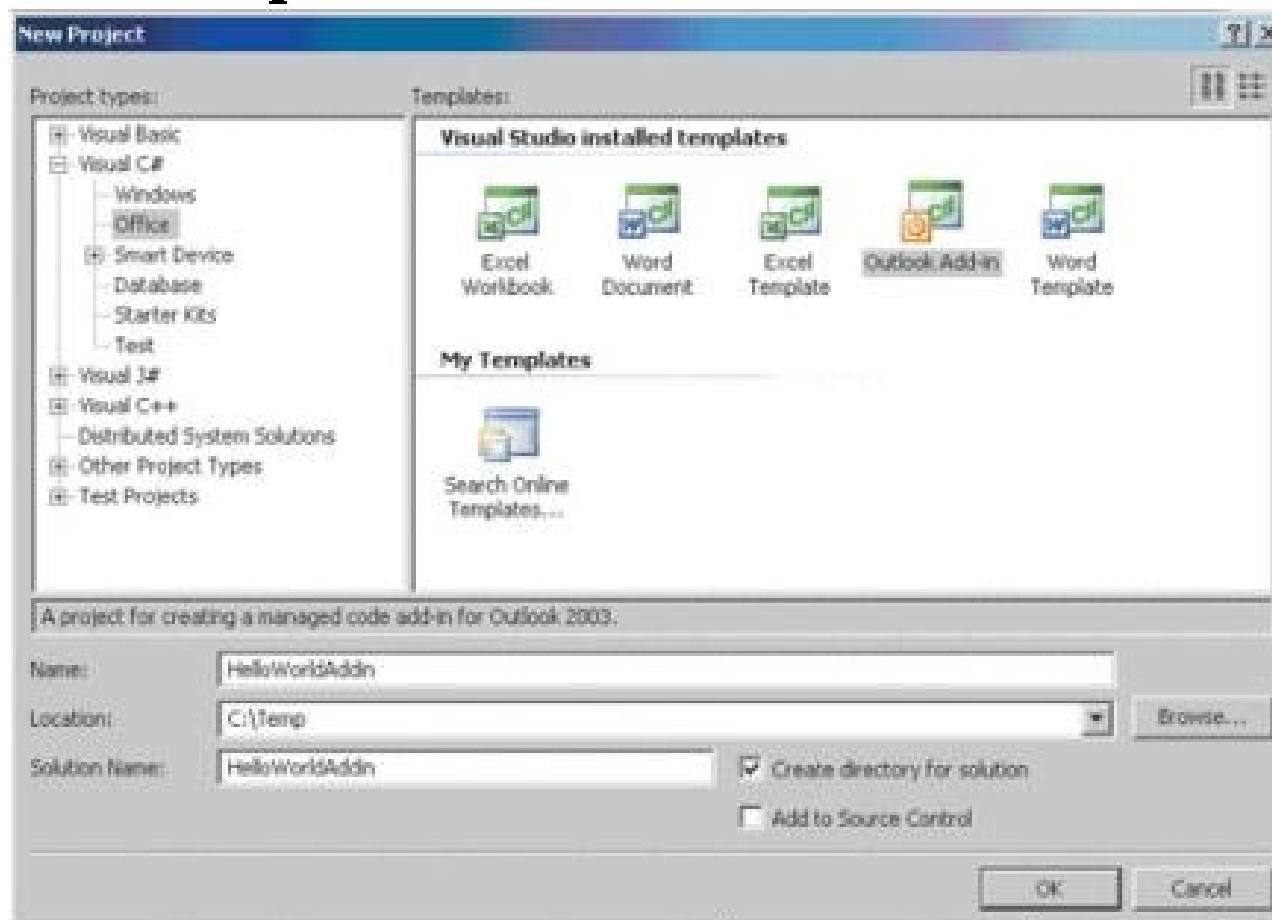 New Project
Project types:
Visual Basic
Visual C#
Windows
Office
Smart Device
Database
Starter Kits
Test
Visual J#
Visual C++
Distributed System Solutions
Other Project Types
Test Projects
Templates:
Visual Studio installed templates
Excel
Workbook
Word
Document
Excel
Template
Outlook Add-in
Word
Template
My Templates
Search Online
Templates....
A project for creating a managed code add-in for Outlook 2003.
Name:
HelloWorldAddin
Location:
C:\Temp
Browse...
Solution Name:
HelloWorldAddin
Create directory for solution
Add to Source Control
OK
Cancel